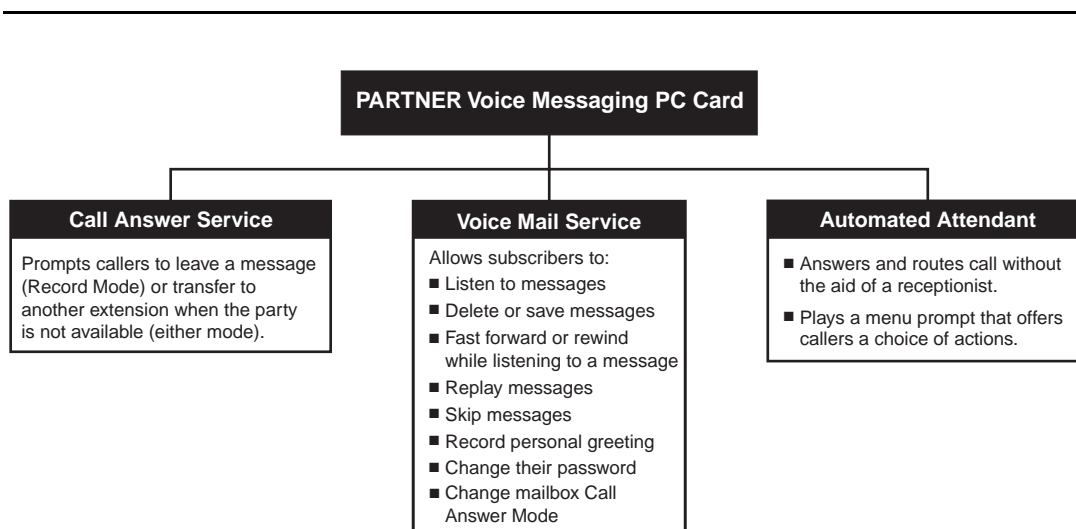 PARTNER Voice Messaging PC Card
Call Answer Service
Prompts callers to leave a message
(Record Mode) or transfer to
another extension when the party
is not available (either mode).
Voice Mail Service
Allows subscribers to:
■ Listen to messages
■ Delete or save messages
■ Fast forward or rewind
while listening to a message
■ Replay messages
■ Skip messages
■ Record personal greeting
■ Change their password
■ Change mailbox Call
Answer Mode
Automated Attendant
■ Answers and routes call without
the aid of a receptionist.
■ Plays a menu prompt that offers
callers a choice of actions.